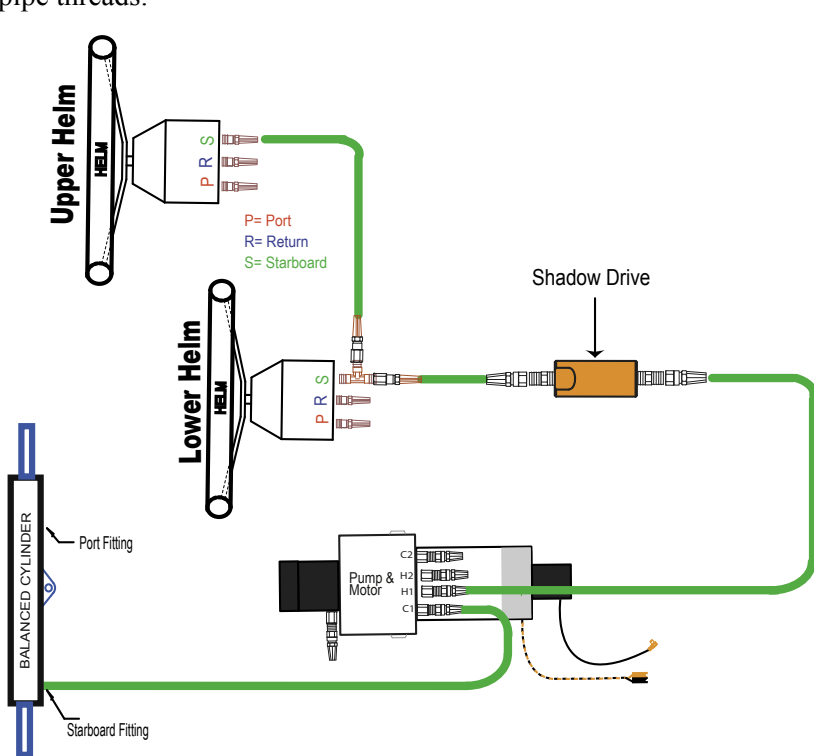 pipe threads.
Upper Helm
HELM
P R S
P= Port
R= Return
S= Starboard
Shadow Drive
Lower Helm
HELM
P R S
BALANCED CYLINDER
Port Fitting
Starboard Fitting
Pump &
Motor
C2
H2
H1
C1